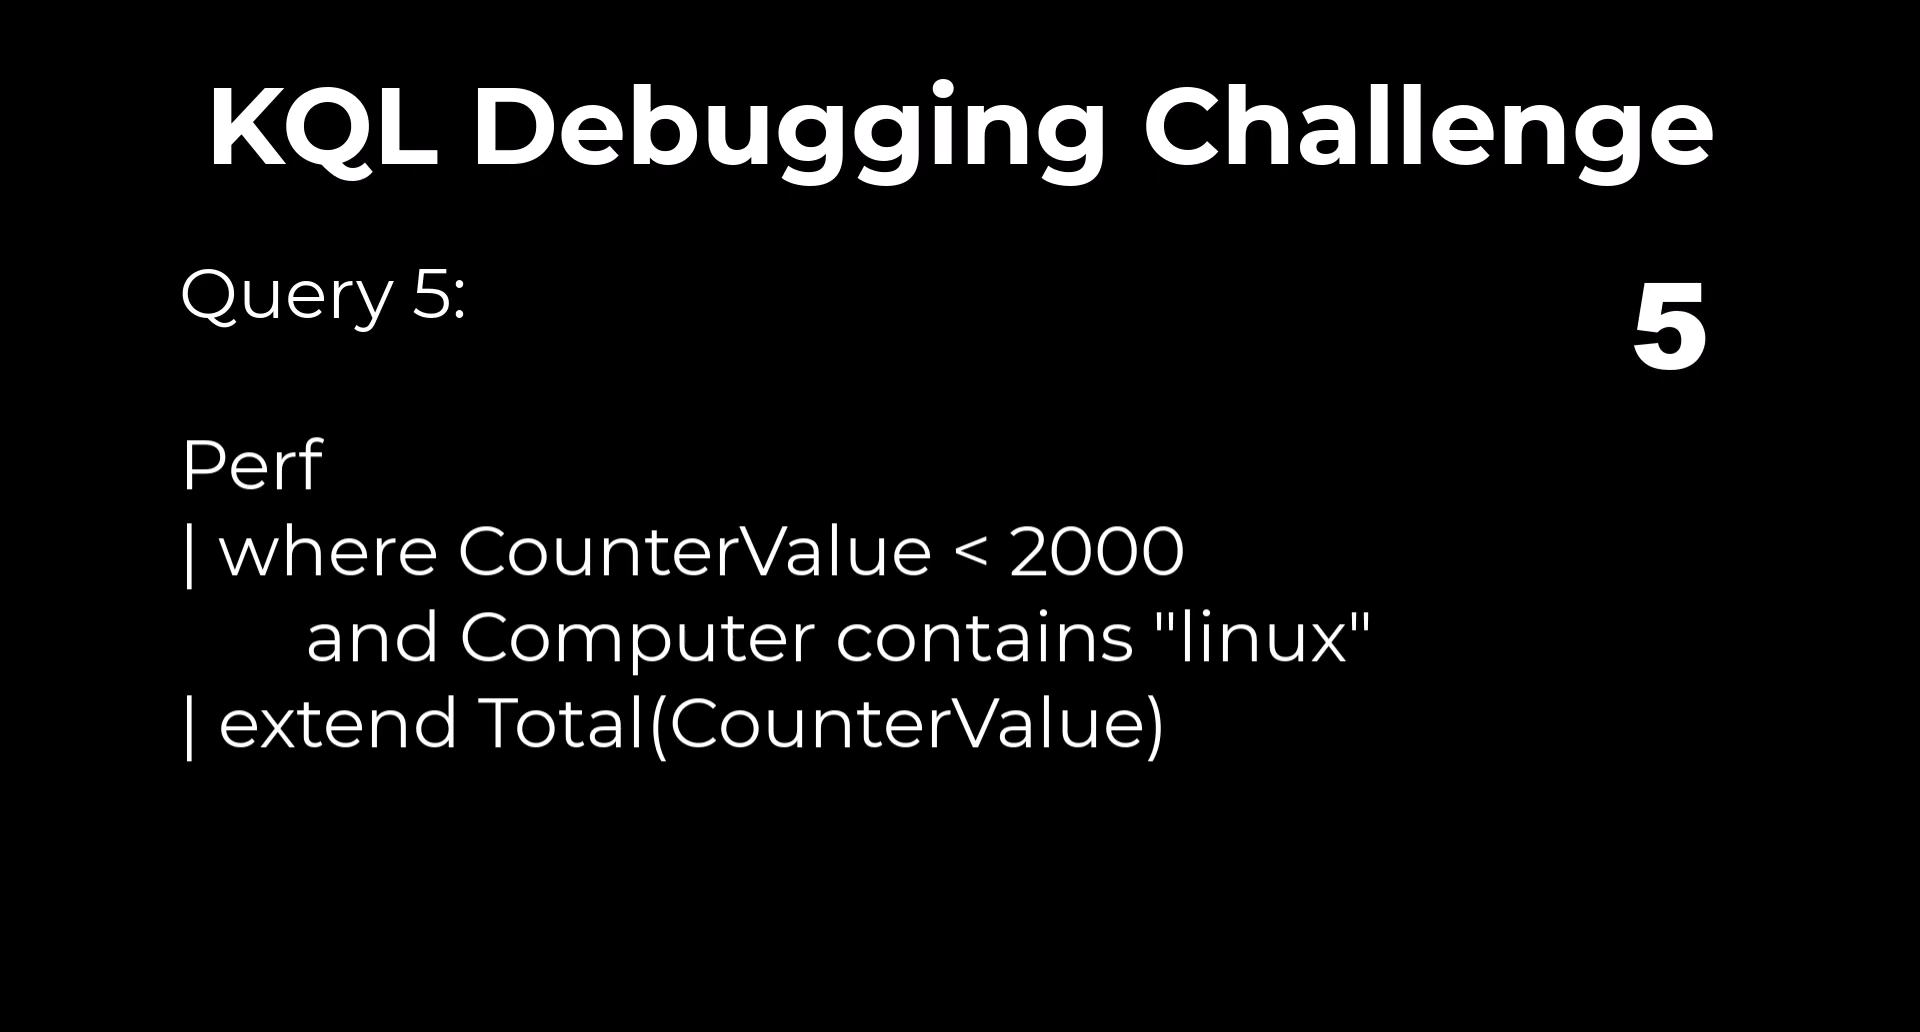 KQL Debugging Challenge
Query 5:
5
Perf
| where CounterValue < 2000
and Computer contains "linux"
| extend Total(CounterValue)